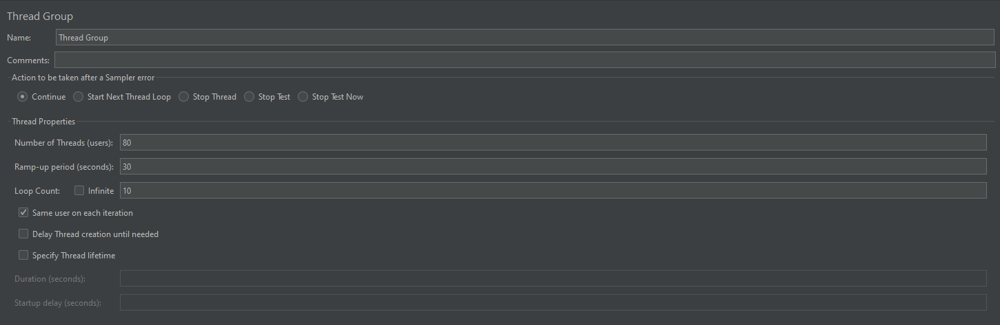 Thread Group
Name: Thread Group
Comments:
Action to be taken after a Sampler error
Continue Start Next Thread Loop Stop Thread Stop Test Stop Test Now
Thread Properties
Number of Threads (users): 80
Ramp-up period (seconds): 30
Loop Count: Infinite 10
Same user on each iteration
Delay Thread creation until needed
Specify Thread lifetime
Duration (seconds):
Startup delay (seconds):